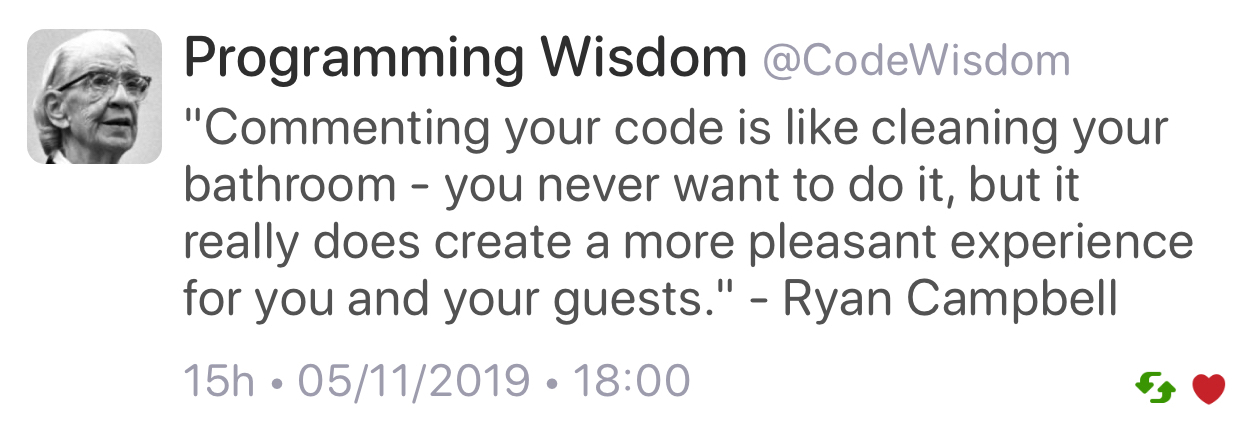 Programming Wisdom @CodeWisdom
"Commenting your code is like cleaning your
bathroom - you never want to do it, but it
really does create a more pleasant experience
for you and your guests." - Ryan Campbell
15h • 05/11/2019 • 18:00